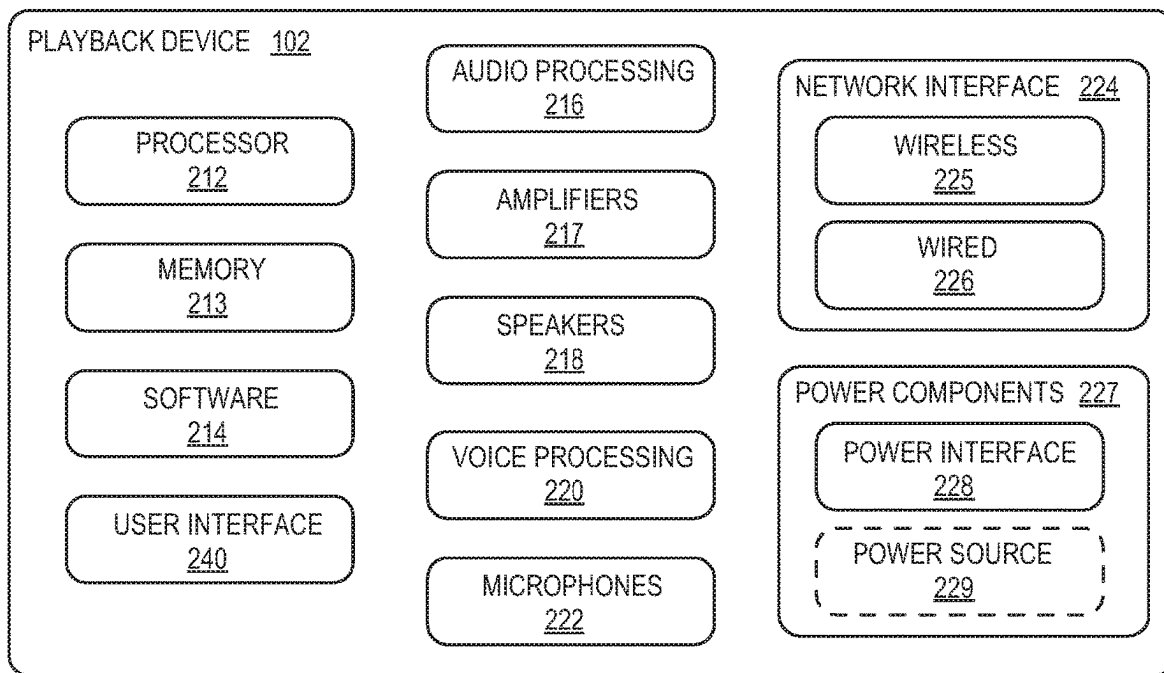 PLAYBACK DEVICE 102
PROCESSOR
212
MEMORY
213
SOFTWARE
214
USER INTERFACE
240
AUDIO PROCESSING
216
AMPLIFIERS
217
SPEAKERS
218
VOICE PROCESSING
220
MICROPHONES
222
NETWORK INTERFACE 224
WIRELESS
225
WIRED
226
POWER COMPONENTS 227
POWER INTERFACE
228
POWER SOURCE
229